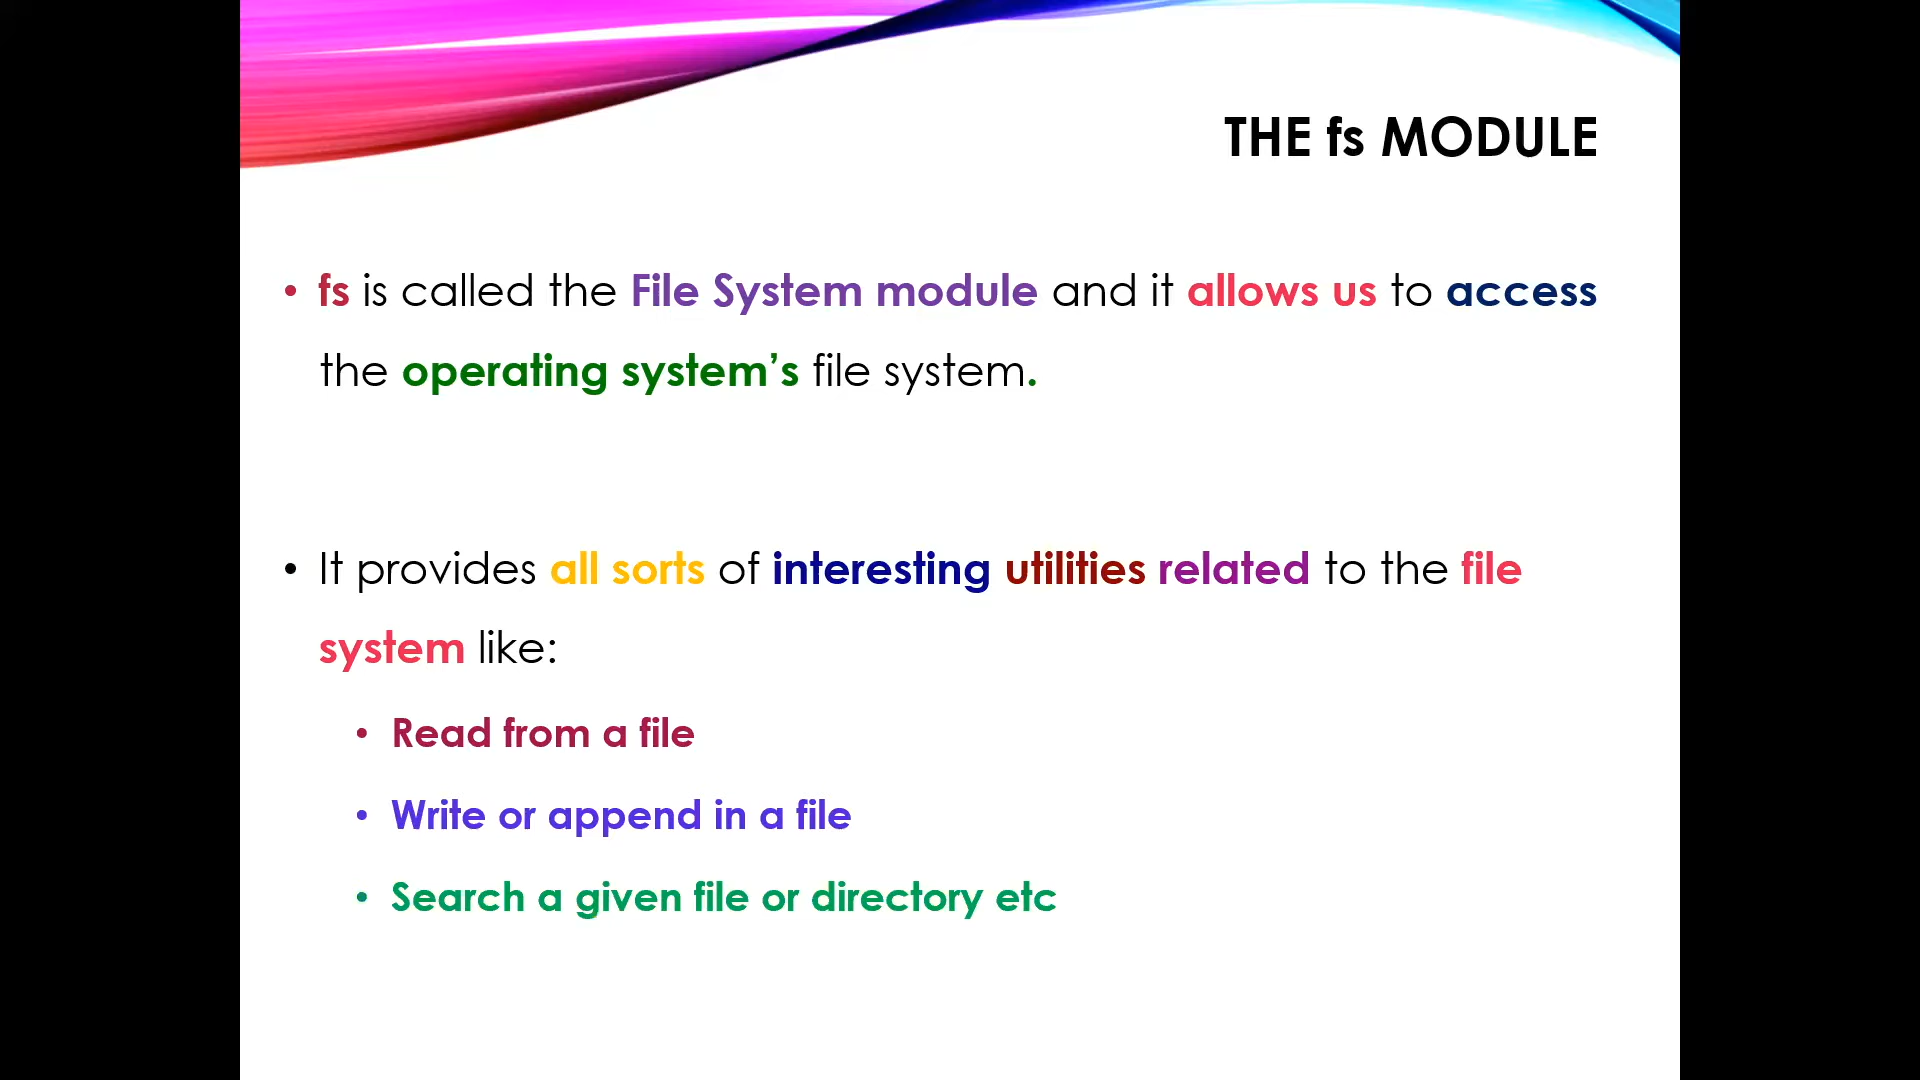 THE fs MODULE
• fs is called the File System module and it allows us to access
the operating system’s file system.
• It provides all sorts of interesting utilities related to the file
system like:
• Read from a file
• Write or append in a file
• Search a given file or directory etc